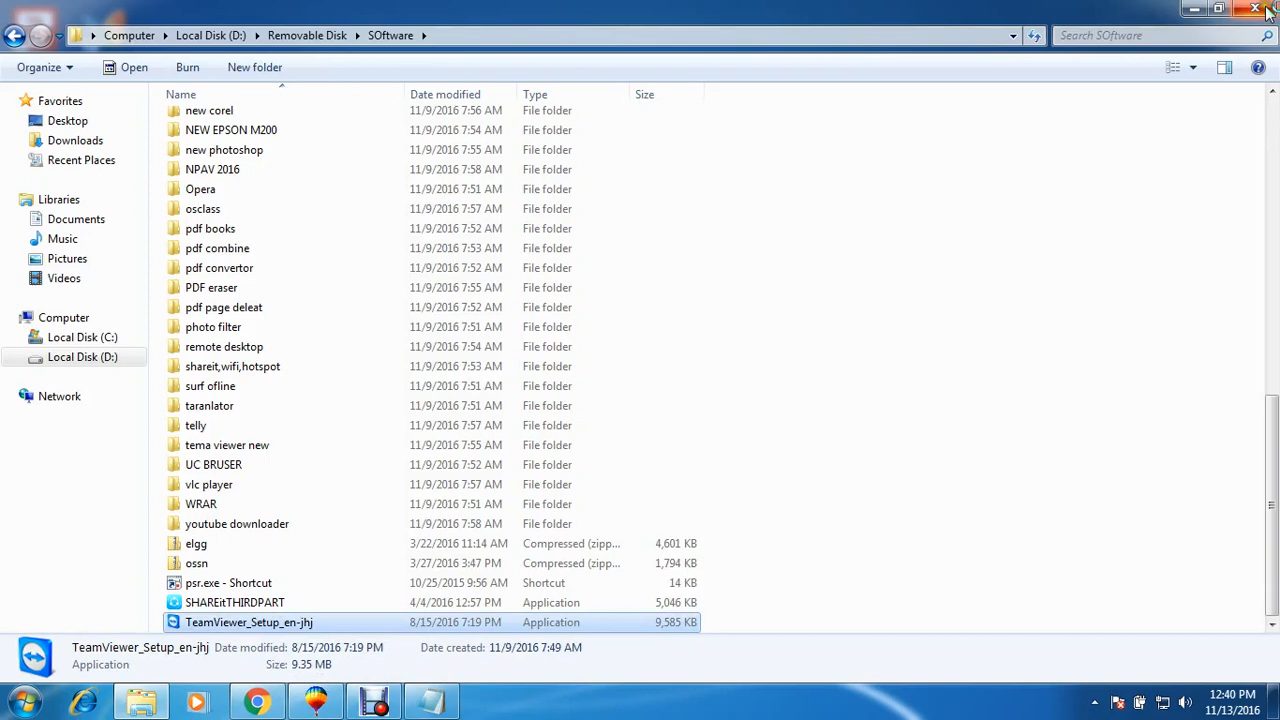 Computer Local Disk (D:) Removable Disk SOftware Search SOftware
Organize Open Burn New folder
Name Date modified Type Size
Favorites
Desktop
Downloads
Recent Places
Libraries
Documents
Music
Pictures
Videos
Computer
Local Disk (C:)
Local Disk (D:)
Network
new corel 11/9/2016 7:56 AM File folder
NEW EPSON M200 11/9/2016 7:54 AM File folder
new photoshop 11/9/2016 7:55 AM File folder
NPAV 2016 11/9/2016 7:58 AM File folder
Opera 11/9/2016 7:51 AM File folder
osclass 11/9/2016 7:57 AM File folder
pdf books 11/9/2016 7:52 AM File folder
pdf combine 11/9/2016 7:53 AM File folder
pdf convertor 11/9/2016 7:52 AM File folder
PDF eraser 11/9/2016 7:55 AM File folder
pdf page deleat 11/9/2016 7:52 AM File folder
photo filter 11/9/2016 7:51 AM File folder
remote desktop 11/9/2016 7:54 AM File folder
shareit,wifi,hotspot 11/9/2016 7:53 AM File folder
surf ofline 11/9/2016 7:51 AM File folder
taranlator 11/9/2016 7:51 AM File folder
telly 11/9/2016 7:57 AM File folder
tema viewer new 11/9/2016 7:55 AM File folder
UC BRUSER 11/9/2016 7:52 AM File folder
vlc player 11/9/2016 7:57 AM File folder
WRAR 11/9/2016 7:51 AM File folder
youtube downloader 11/9/2016 7:58 AM File folder
elgg 3/22/2016 11:14 AM Compressed (zipp... 4,601 KB
ossn 3/27/2016 3:47 PM Compressed (zipp... 1,794 KB
psr.exe - Shortcut 10/25/2015 9:56 AM Shortcut 14 KB
SHAREitTHIRDPART 4/4/2016 12:57 PM Application 5,046 KB
TeamViewer_Setup_en-jhj 8/15/2016 7:19 PM Application 9,585 KB
TeamViewer_Setup_en-jhj Date modified: 8/15/2016 7:19 PM Date created: 11/9/2016 7:49 AM
Application Size: 9.35 MB
12:40 PM
11/13/2016